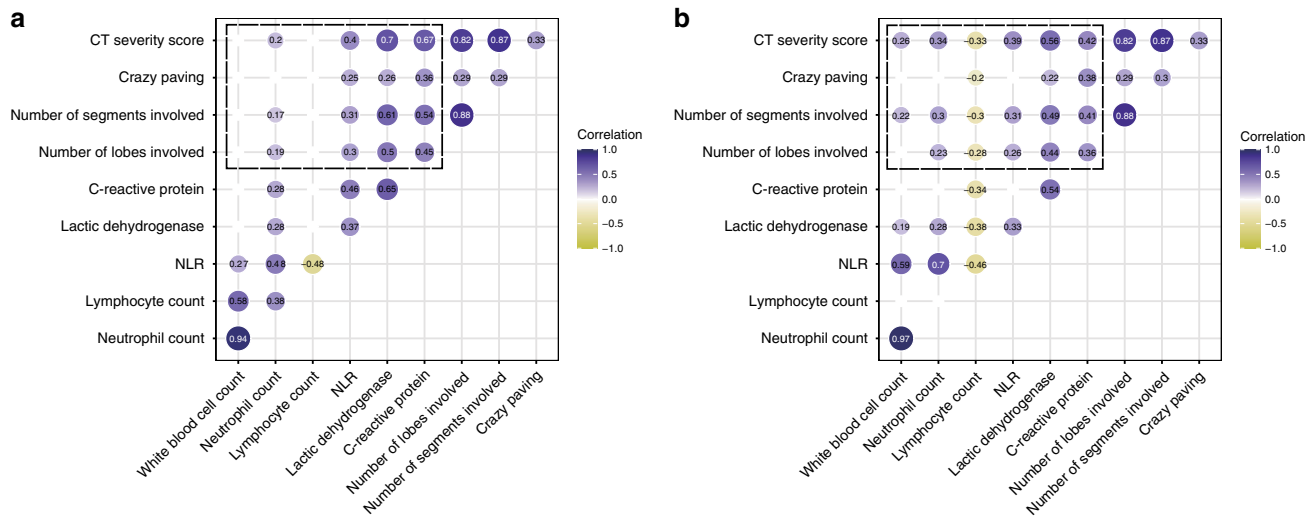 a
CT severity score 0.2 0.4 0.7 0.67 0.82 0.87 0.33
Crazy paving 0.25 0.26 0.36 0.29 0.29
Number of segments involved 0.17 0.31 0.61 0.54 0.88
Number of lobes involved 0.19 0.3 0.5 0.45
C-reactive protein 0.28 0.46 0.65
Lactic dehydrogenase 0.28 0.37
NLR 0.27 0.48 −0.48
Lymphocyte count 0.58 0.38
Neutrophil count 0.94
White blood cell count
Neutrophil count
Lymphocyte count
NLR
Lactic dehydrogenase
C-reactive protein
Number of lobes involved
Number of segments involved
Crazy paving
Correlation
1.0
0.5
0.0
−0.5
−1.0
b
CT severity score 0.26 0.34 −0.33 0.39 0.56 0.42 0.82 0.87 0.33
Crazy paving −0.2 0.22 0.38 0.29 0.3
Number of segments involved 0.22 0.3 −0.3 0.31 0.49 0.41 0.88
Number of lobes involved 0.23 −0.28 0.26 0.44 0.36
C-reactive protein −0.34 0.54
Lactic dehydrogenase 0.19 0.28 −0.38 0.33
NLR 0.59 0.7 −0.46
Lymphocyte count
Neutrophil count 0.97
White blood cell count
Neutrophil count
Lymphocyte count
NLR
Lactic dehydrogenase
C-reactive protein
Number of lobes involved
Number of segments involved
Crazy paving
Correlation
1.0
0.5
0.0
−0.5
−1.0